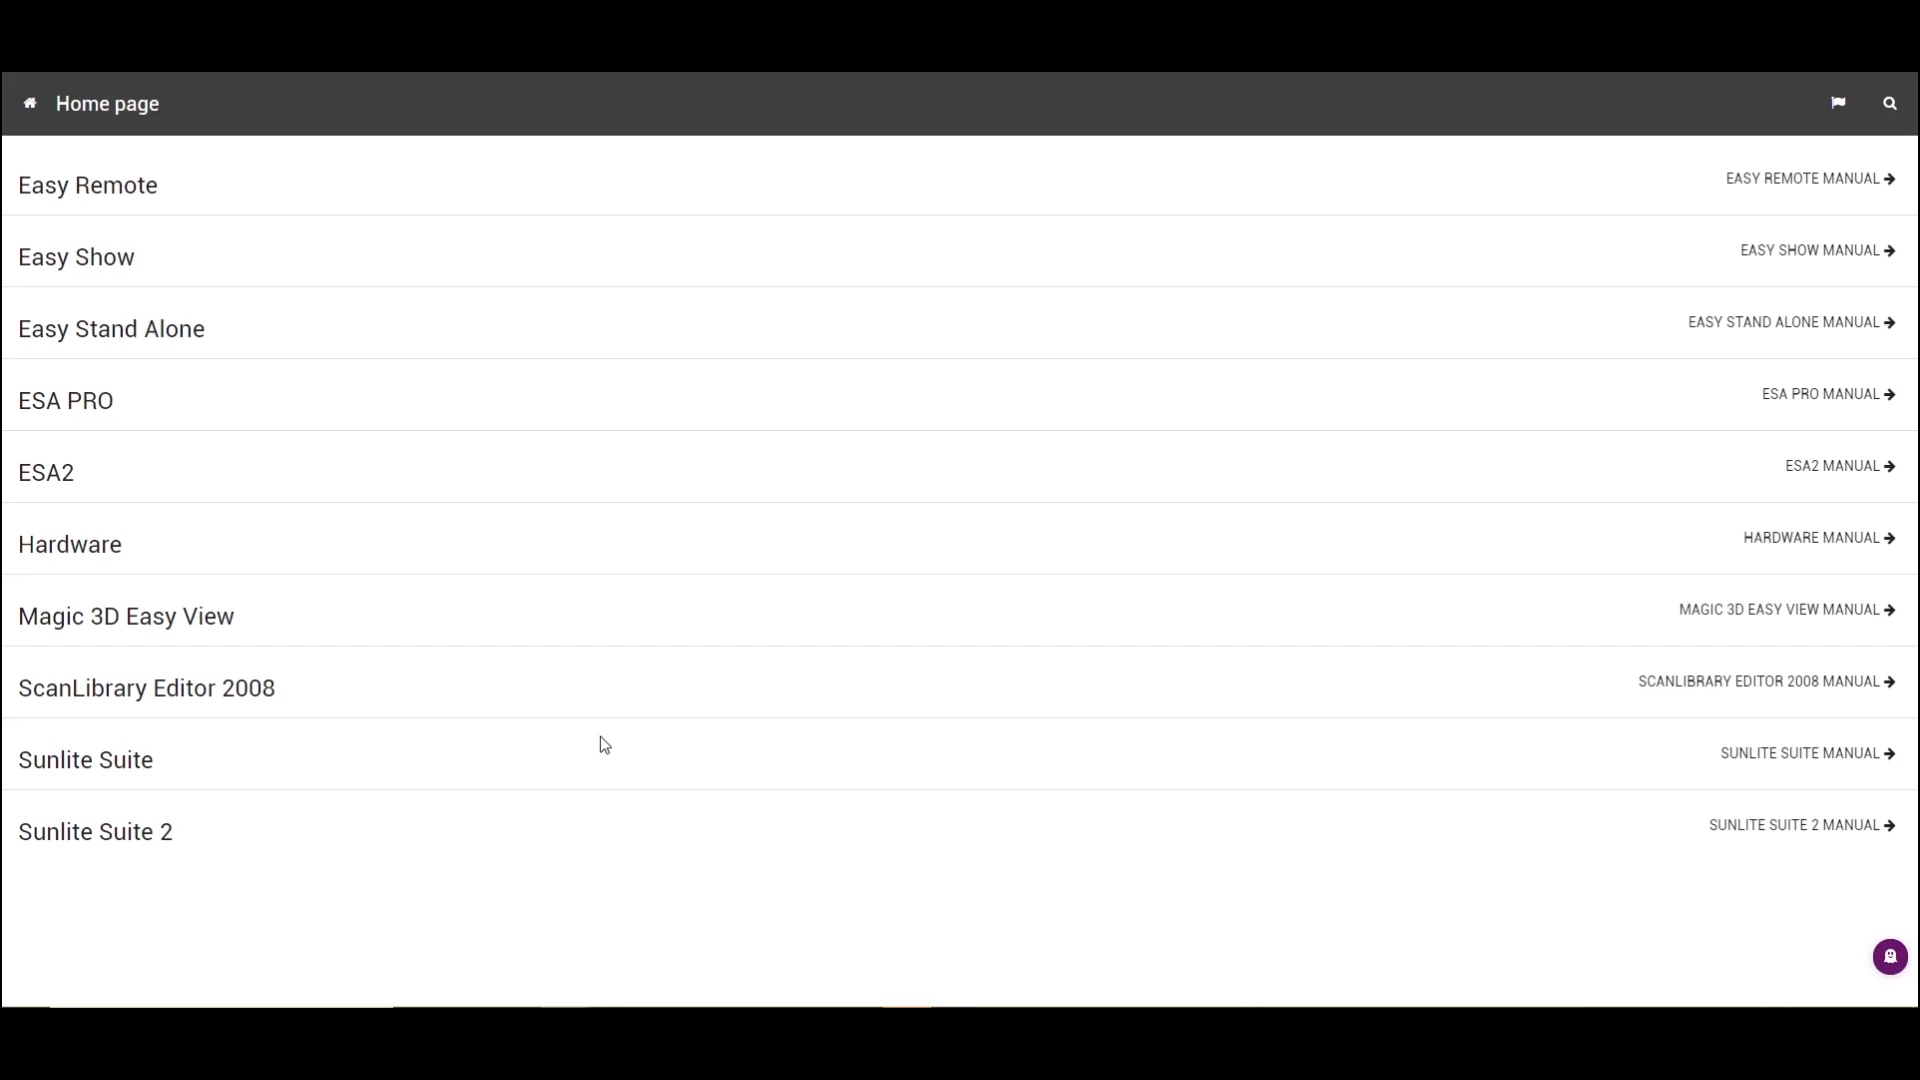 Home page
Easy Remote
EASY REMOTE MANUAL
Easy Show
EASY SHOW MANUAL
Easy Stand Alone
EASY STAND ALONE MANUAL
ESA PRO
ESA PRO MANUAL
ESA2
ESA2 MANUAL
Hardware
HARDWARE MANUAL
Magic 3D Easy View
MAGIC 3D EASY VIEW MANUAL
ScanLibrary Editor 2008
SCANLIBRARY EDITOR 2008 MANUAL
Sunlite Suite
SUNLITE SUITE MANUAL
Sunlite Suite 2
SUNLITE SUITE 2 MANUAL